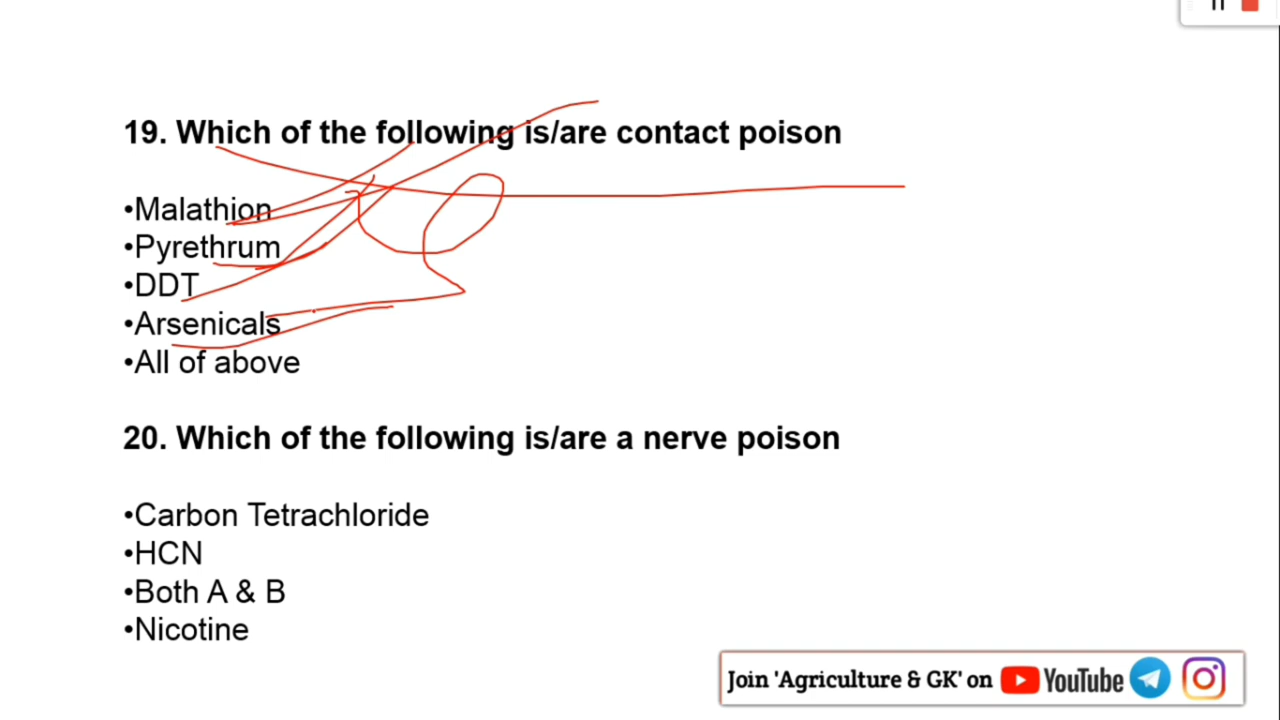 19. Which of the following is/are contact poison
•Malathion
•Pyrethrum
•DDT
•Arsenicals
•All of above
20. Which of the following is/are a nerve poison
•Carbon Tetrachloride
•HCN
•Both A & B
•Nicotine
Join 'Agriculture & GK' on YouTube